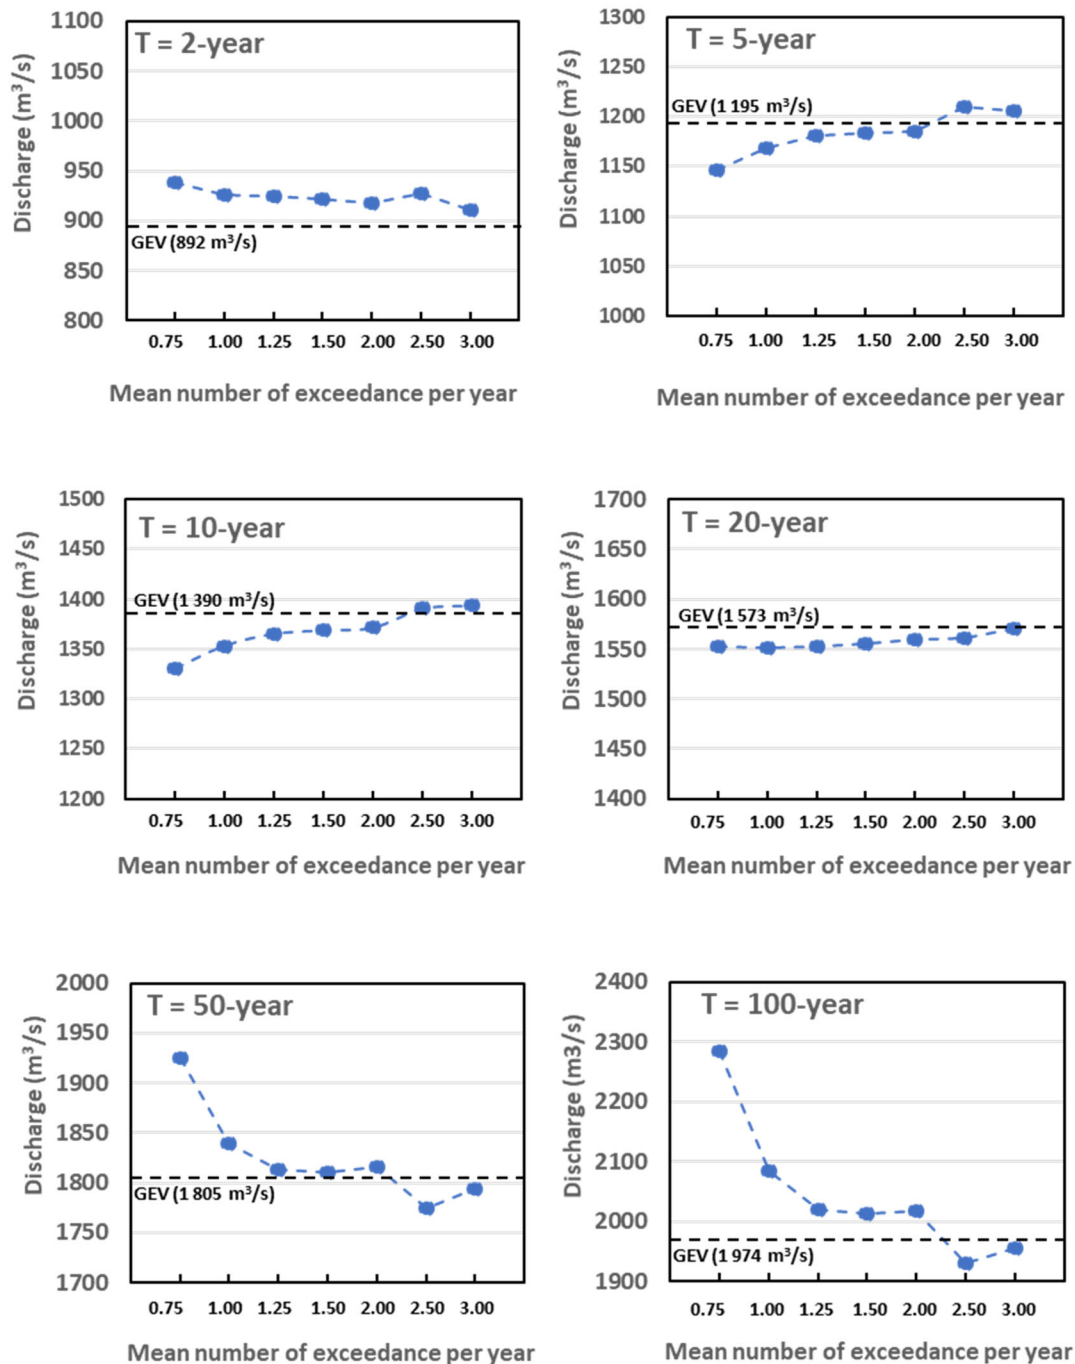 T = 2-year
Discharge (m³/s)
1100
1050
1000
950
900
850
800
GEV (892 m³/s)
0.75 1.00 1.25 1.50 2.00 2.50 3.00
Mean number of exceedance per year
T = 5-year
Discharge (m³/s)
1300
1250
1200
1150
1100
1050
1000
GEV (1 195 m³/s)
0.75 1.00 1.25 1.50 2.00 2.50 3.00
Mean number of exceedance per year
T = 10-year
Discharge (m³/s)
1500
1450
1400
1350
1300
1250
1200
GEV (1 390 m³/s)
0.75 1.00 1.25 1.50 2.00 2.50 3.00
Mean number of exceedance per year
T = 20-year
Discharge (m³/s)
1700
1650
1600
1550
1500
1450
1400
GEV (1 573 m³/s)
0.75 1.00 1.25 1.50 2.00 2.50 3.00
Mean number of exceedance per year
T = 50-year
Discharge (m³/s)
2000
1950
1900
1850
1800
1750
1700
GEV (1 805 m³/s)
0.75 1.00 1.25 1.50 2.00 2.50 3.00
Mean number of exceedance per year
T = 100-year
Discharge (m3/s)
2400
2300
2200
2100
2000
1900
GEV (1 974 m³/s)
0.75 1.00 1.25 1.50 2.00 2.50 3.00
Mean number of exceedance per year